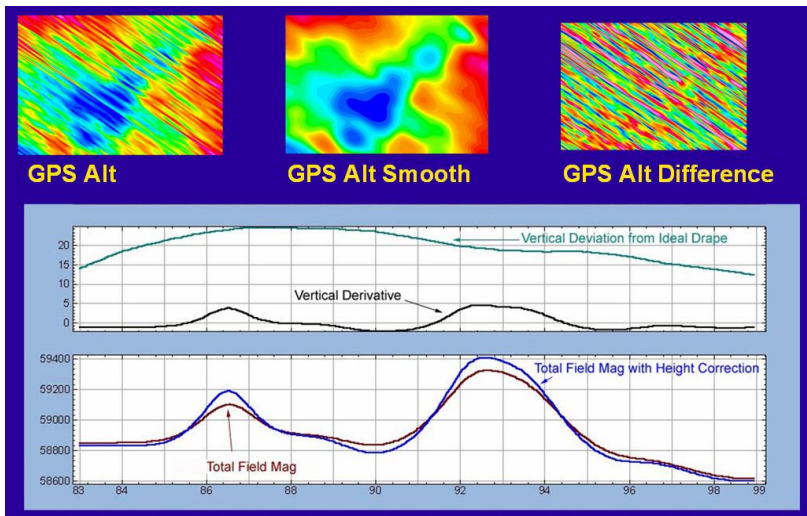 GPS Alt
GPS Alt Smooth
GPS Alt Difference
20
15
10
5
0
Vertical Deviation from Ideal Drape
Vertical Derivative
59400
59200
59000
58800
58600
Total Field Mag with Height Correction
Total Field Mag
83 84 86 88 90 92 94 96 98 99